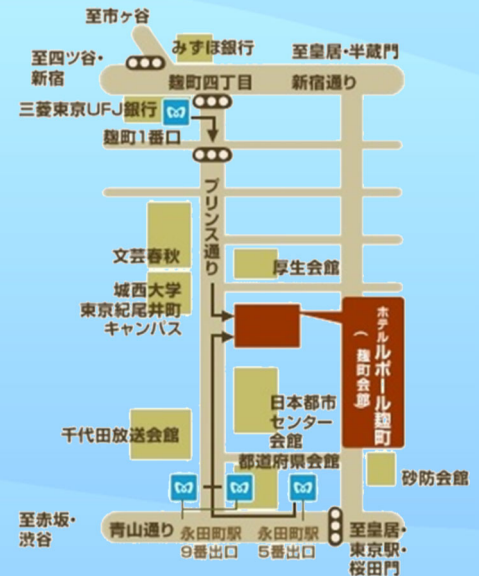 至市ヶ谷
みずほ銀行
至四ツ谷・
新宿
至皇居・半蔵門
麹町四丁目
新宿通り
三菱東京UFJ銀行
麹町1番口
プリンス通り
文芸春秋
厚生会館
城西大学
東京紀尾井町
キャンパス
ホテルルポール麹町
(麹町会館)
日本都市
センター
会館
千代田放送会館
都道府県会館
砂防会館
至赤坂・
渋谷
青山通り
永田町駅
9番出口
永田町駅
5番出口
至皇居・
東京駅・
桜田門